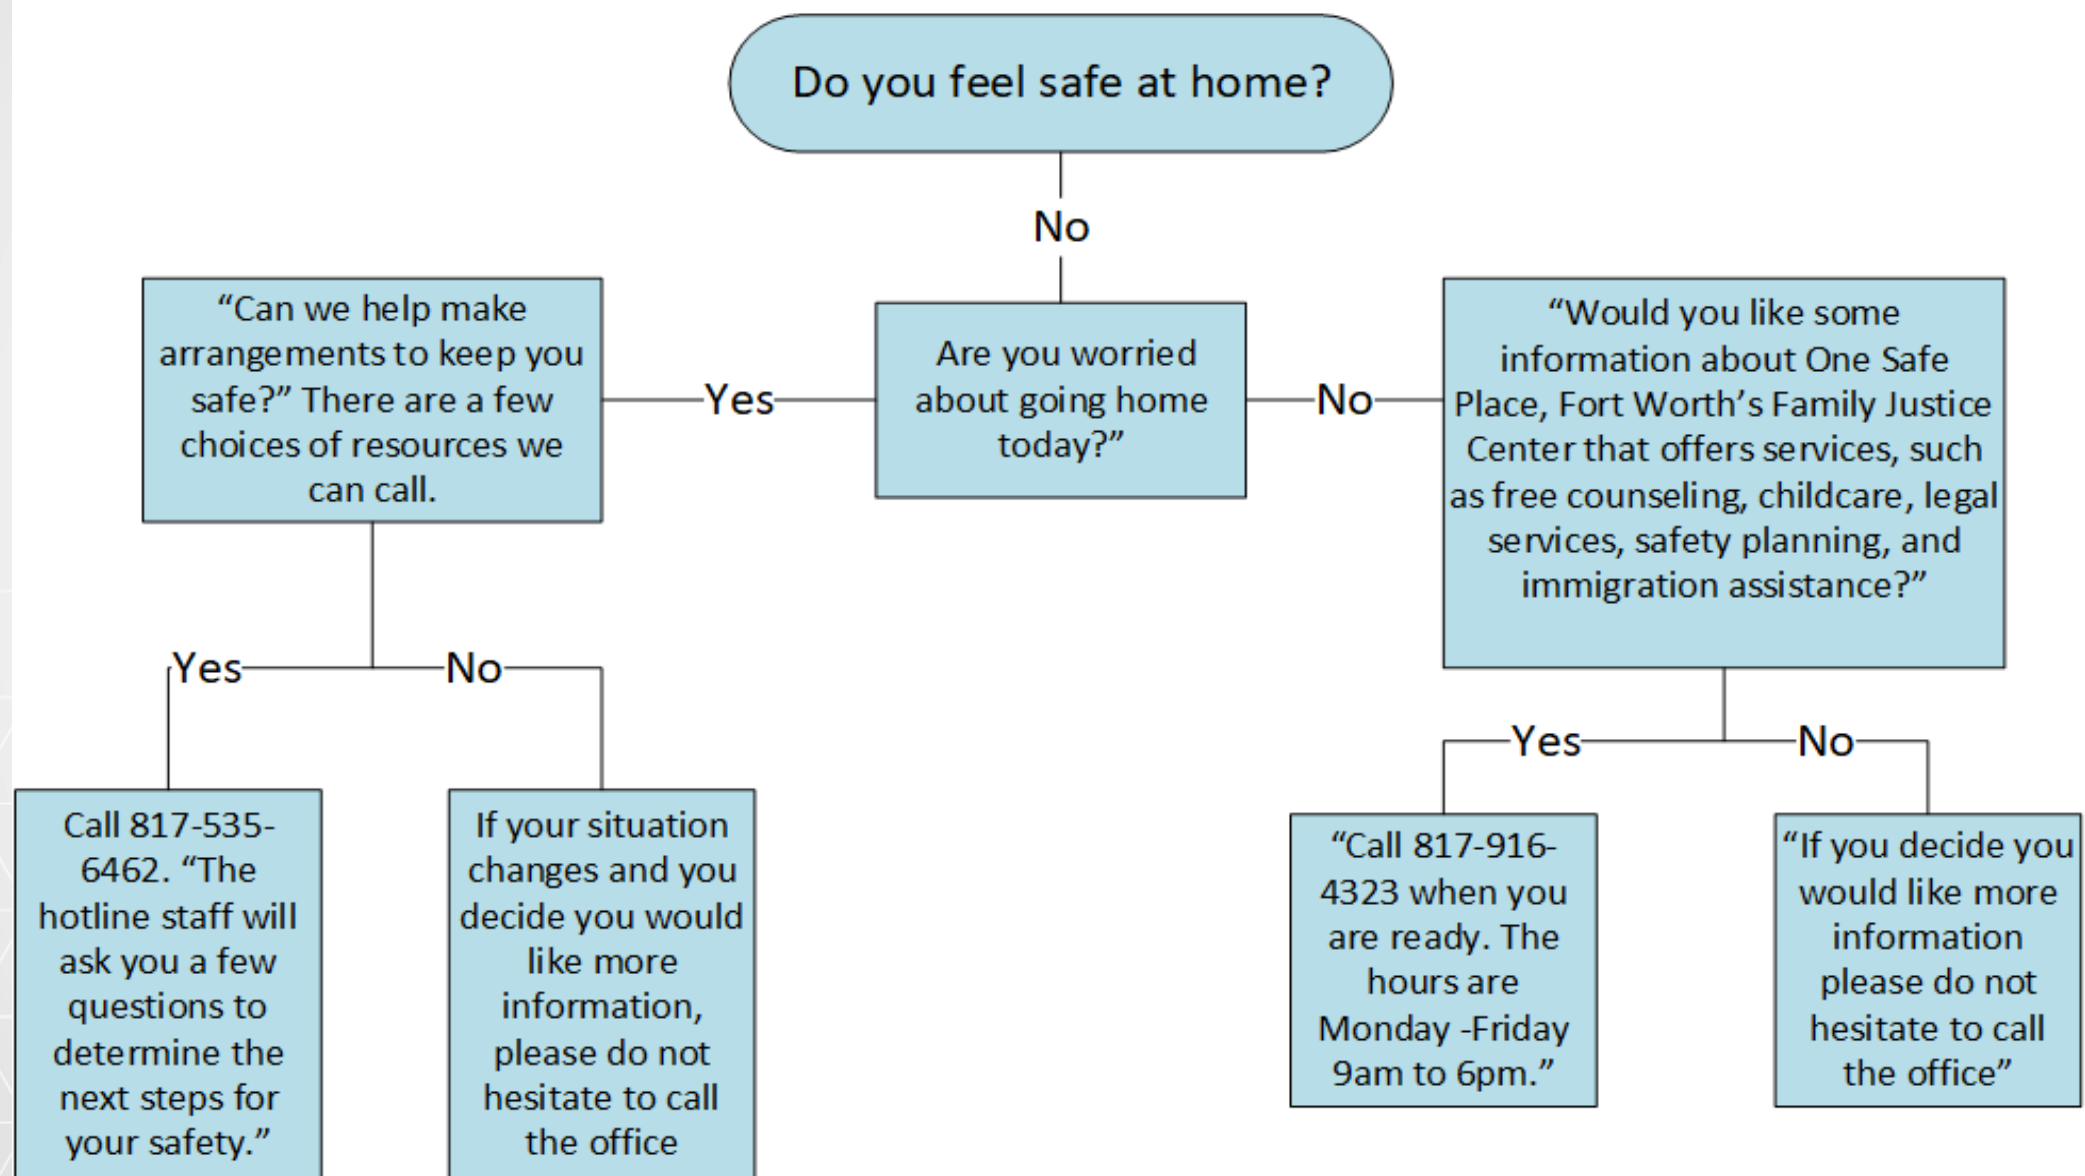 Do you feel safe at home?
No
“Can we help make
arrangements to keep you
safe?” There are a few
choices of resources we
can call.
Yes
Are you worried
about going home
today?”
No
“Would you like some
information about One Safe
Place, Fort Worth’s Family Justice
Center that offers services, such
as free counseling, childcare, legal
services, safety planning, and
immigration assistance?”
Yes
No
Call 817-535-
6462. “The
hotline staff will
ask you a few
questions to
determine the
next steps for
your safety.”
If your situation
changes and you
decide you would
like more
information,
please do not
hesitate to call
the office
Yes
No
“Call 817-916-
4323 when you
are ready. The
hours are
Monday -Friday
9am to 6pm.”
“If you decide you
would like more
information
please do not
hesitate to call
the office”